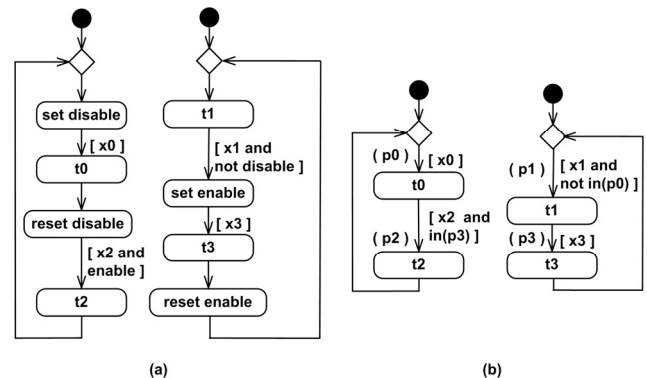 set disable
[ x0 ]
t0
reset disable
[ x2 and
enable ]
t2
t1
[ x1 and
not disable ]
set enable
[ x3 ]
t3
reset enable
(a)
( p0 )
[ x0 ]
t0
[ x2 and
in(p3) ]
( p2 )
t2
( p1 )
[ x1 and
not in(p0) ]
t1
( p3 )
[ x3 ]
t3
(b)